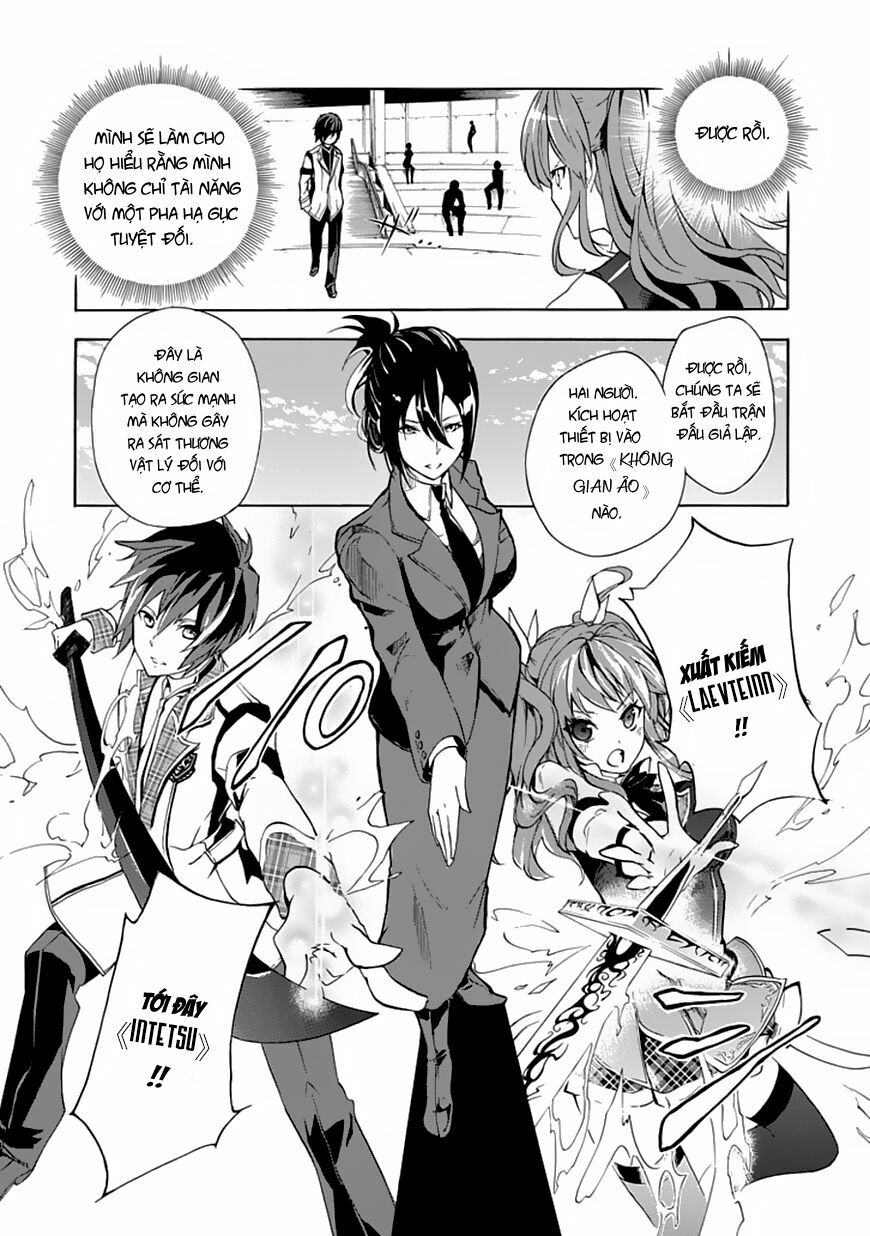 ĐƯỢC RỒI.
MÌNH SẼ LÀM CHO
HỌ HIỂU RẰNG MÌNH
KHÔNG CHỈ TÀI NĂNG
VỚI MỘT PHA HẠ GỤC
TUYỆT ĐỐI.
ĐƯỢC RỒI,
CHÚNG TA SẼ
BẮT ĐẦU TRẬN
ĐẤU GIẢ LẬP.
HAI NGƯỜI.
KÍCH HOẠT
THIẾT BỊ VÀO
TRONG 《KHÔNG
GIAN ẢO》
NÀO.
ĐÂY LÀ
KHÔNG GIAN
TẠO RA SỨC MẠNH
MÀ KHÔNG GÂY
RA SÁT THƯƠNG
VẬT LÝ ĐỐI VỚI
CƠ THỂ.
XUẤT KIẾM
《LAEVTEINN》
!!
TỚI ĐÂY
《INTETSU》
!!